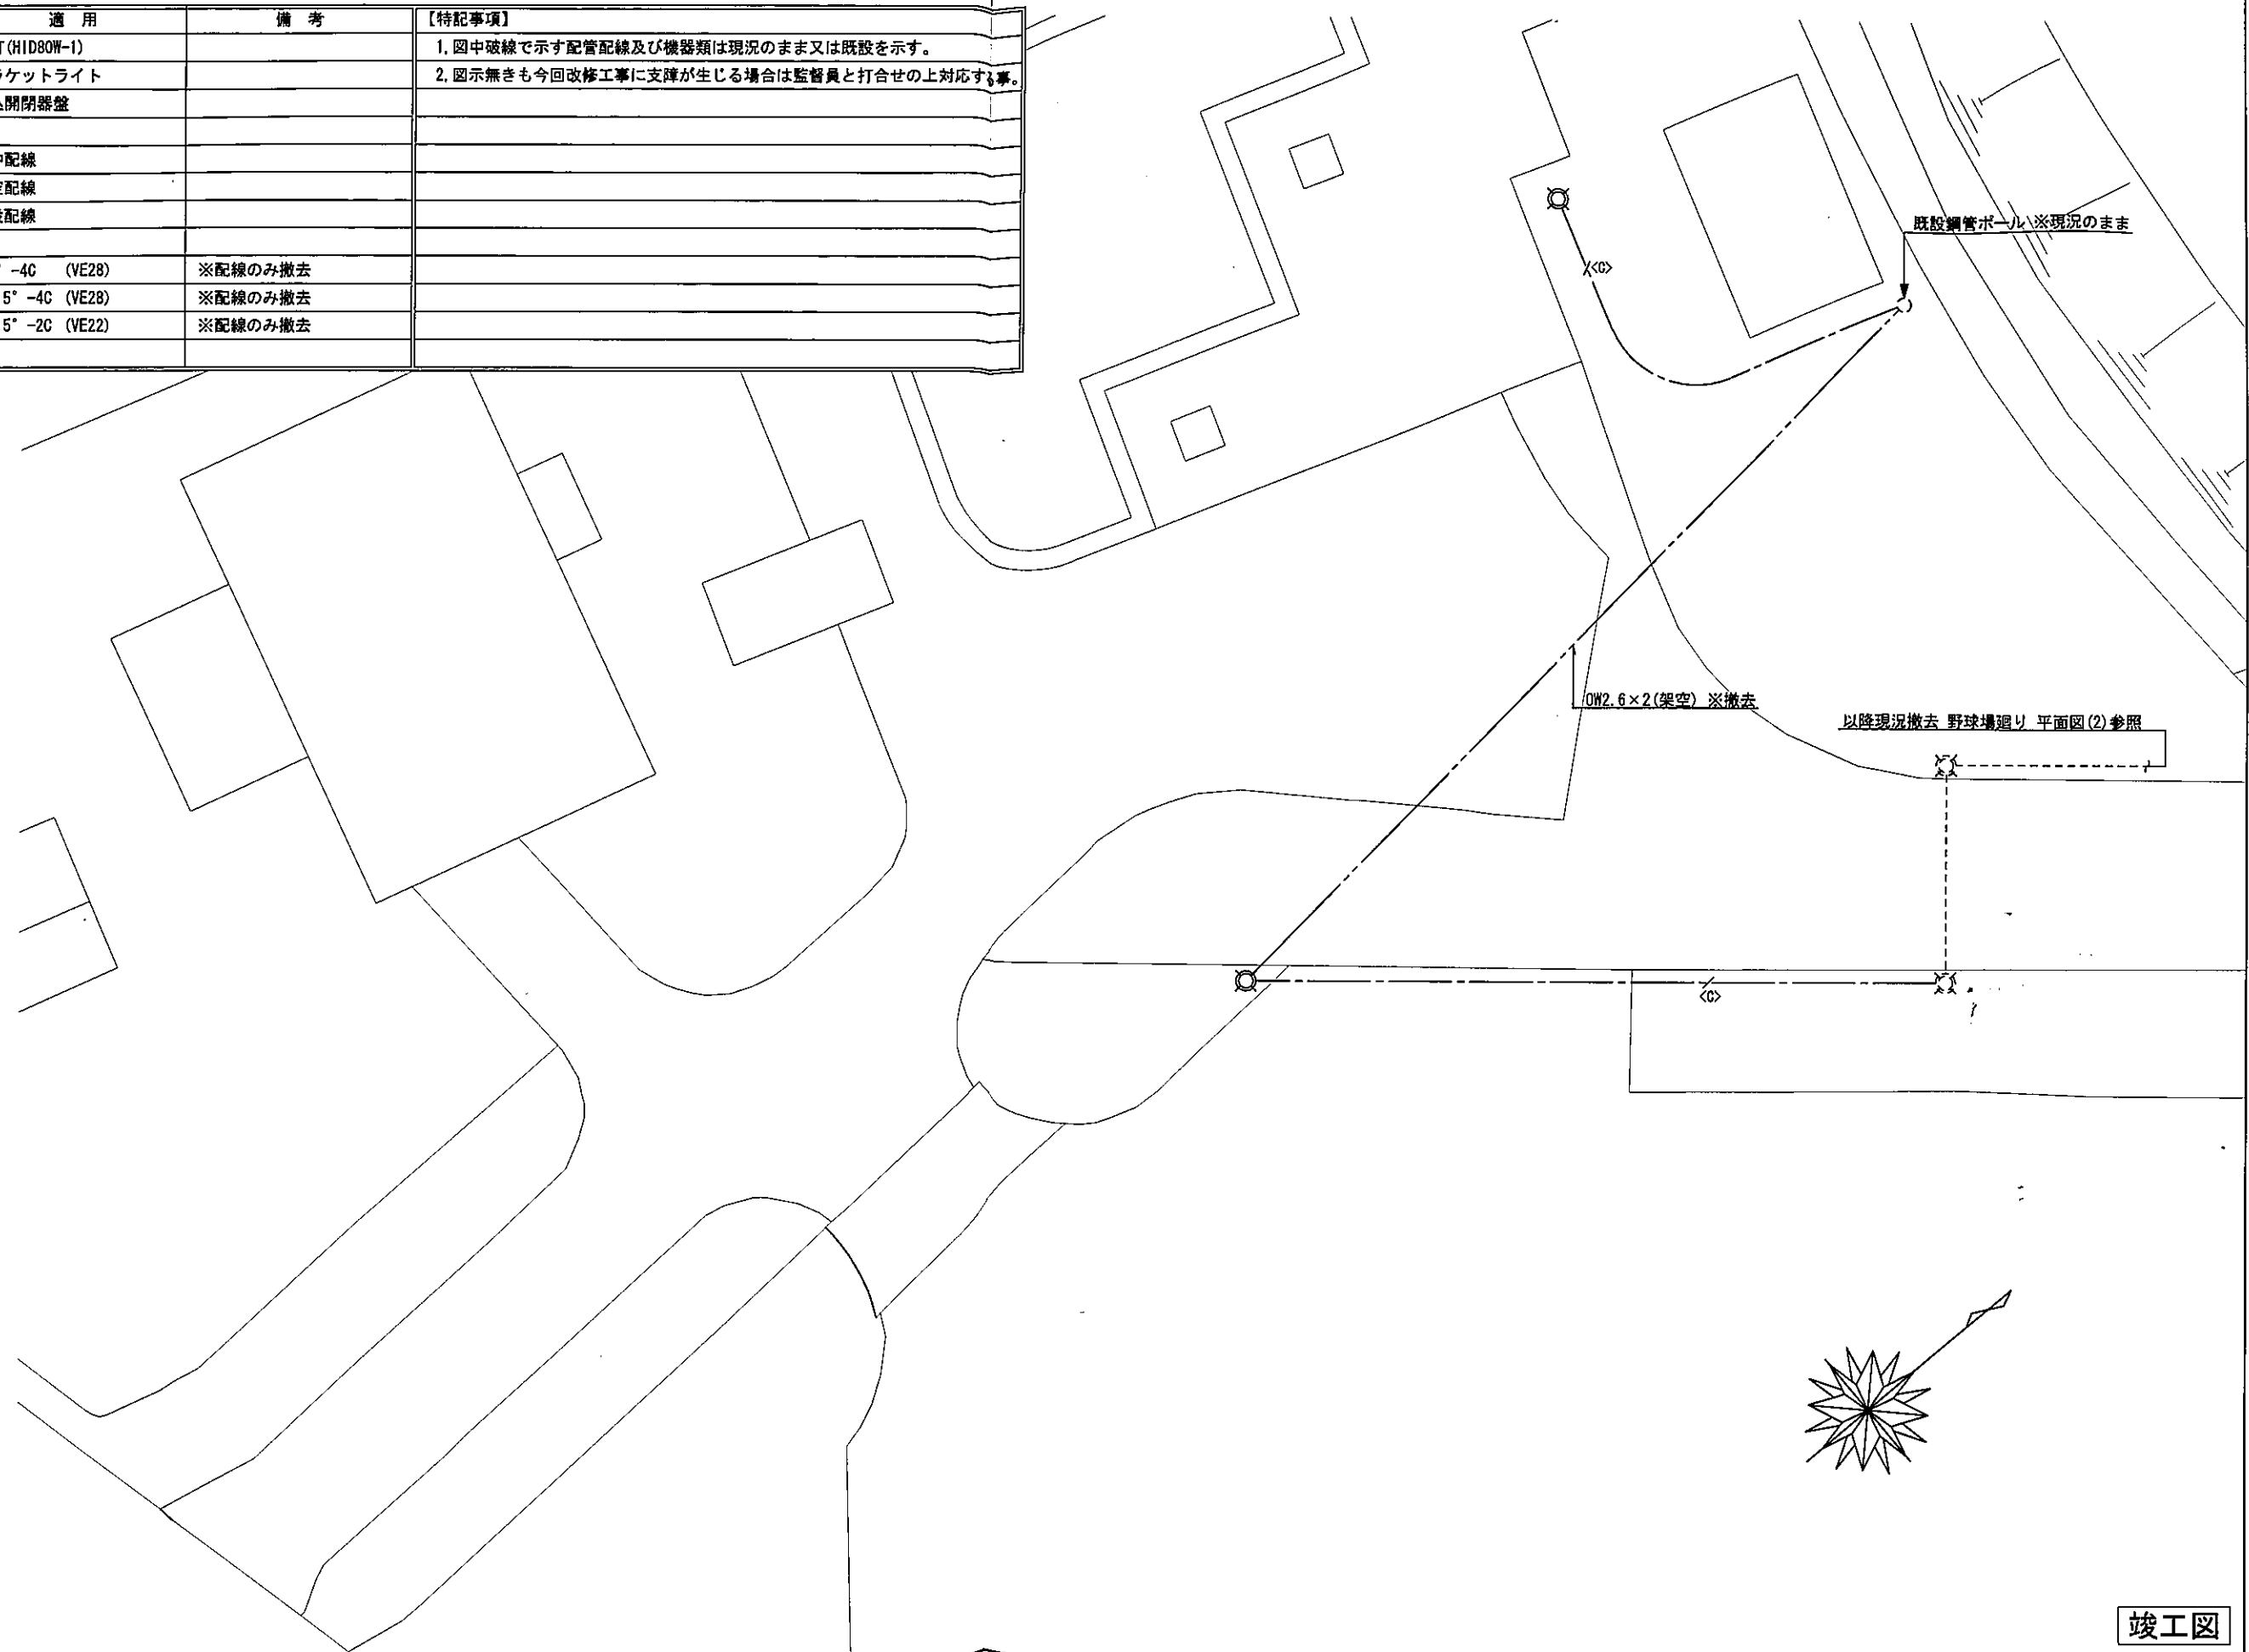 適 用 備 考 【特記事項】
(HID80W-1) 1, 図中破線で示す配管配線及び機器類は現況のまま又は既設を示す。
ケットライト 2, 図示無きも今回改修工事に支障が生じる場合は監督員と打合せの上対応する事。
開閉器盤
配線
配線
配線
-4C (VE28) ※配線のみ撤去
5°-4C (VE28) ※配線のみ撤去
5°-2C (VE22) ※配線のみ撤去
既設鋼管ポール ※現況のまま
<C>
OW2.6×2(架空) ※撤去
以降現況撤去 野球場廻り 平面図(2)参照
<C>
竣工図